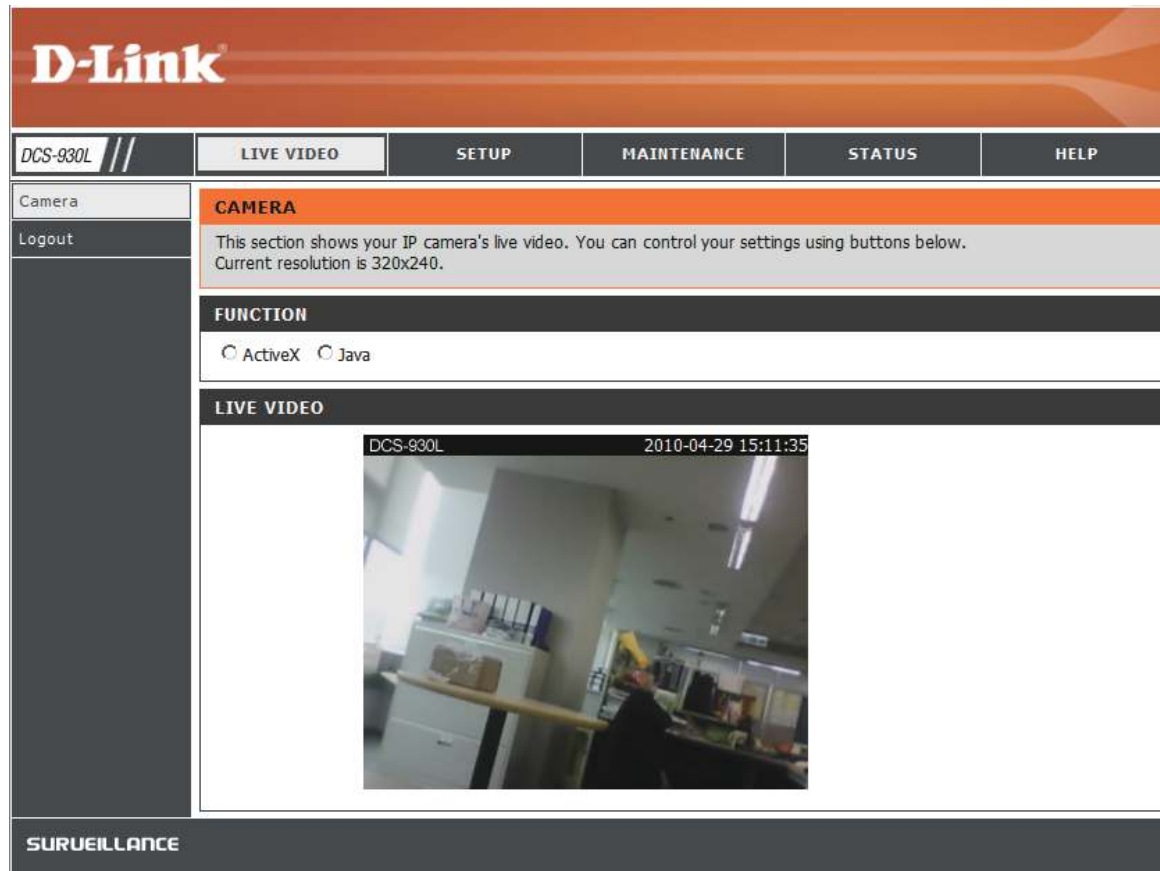 D-Link
DCS-930L
LIVE VIDEO
SETUP
MAINTENANCE
STATUS
HELP
Camera
Logout
CAMERA
This section shows your IP camera's live video. You can control your settings using buttons below.
Current resolution is 320x240.
FUNCTION
ActiveX Java
LIVE VIDEO
DCS-930L 2010-04-29 15:11:35
SURVEILLANCE